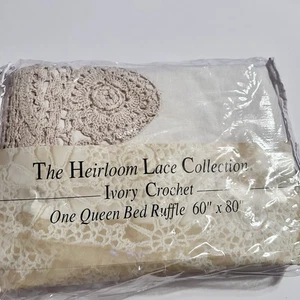 The Heirloom Lace Collection
Ivory Crochet
One Queen Bed Ruffle 60" x 80"